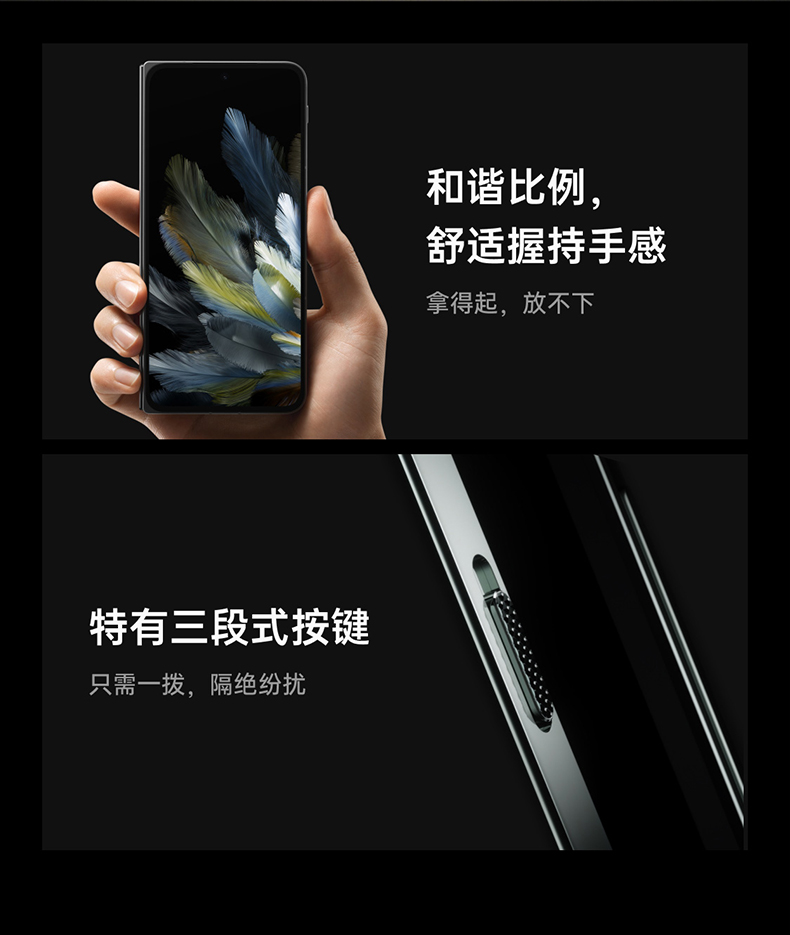 和谐比例，
舒适握持手感
拿得起，放不下
特有三段式按键
只需一拨，隔绝纷扰